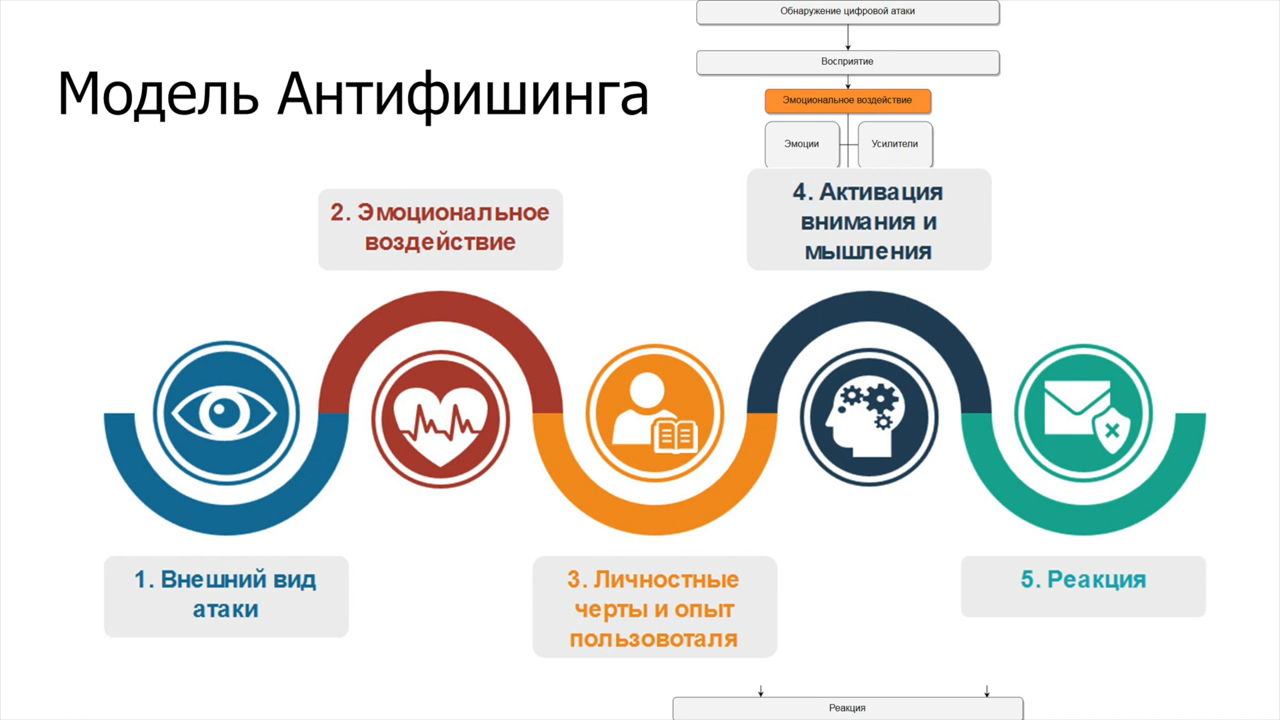 Обнаружение цифровой атаки
Восприятие
Модель Антифишинга
Эмоциональное воздействие
Эмоции
Усилители
2. Эмоциональное
воздействие
4. Активация
внимания и
мышления
1. Внешний вид
атаки
3. Личностные
черты и опыт
пользовоталя
5. Реакция
Реакция